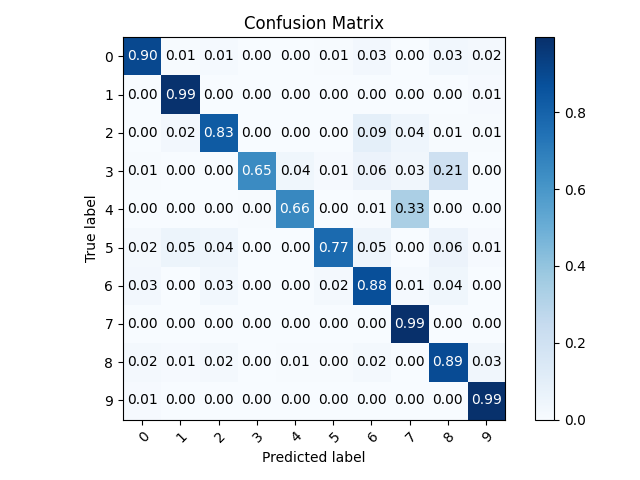 Confusion Matrix
0 0.90 0.01 0.01 0.00 0.00 0.01 0.03 0.00 0.03 0.02
1 0.00 0.99 0.00 0.00 0.00 0.00 0.00 0.00 0.00 0.01
2 0.00 0.02 0.83 0.00 0.00 0.00 0.09 0.04 0.01 0.01
3 0.01 0.00 0.00 0.65 0.04 0.01 0.06 0.03 0.21 0.00
4 0.00 0.00 0.00 0.00 0.66 0.00 0.01 0.33 0.00 0.00
5 0.02 0.05 0.04 0.00 0.00 0.77 0.05 0.00 0.06 0.01
6 0.03 0.00 0.03 0.00 0.00 0.02 0.88 0.01 0.04 0.00
7 0.00 0.00 0.00 0.00 0.00 0.00 0.00 0.99 0.00 0.00
8 0.02 0.01 0.02 0.00 0.01 0.00 0.02 0.00 0.89 0.03
9 0.01 0.00 0.00 0.00 0.00 0.00 0.00 0.00 0.00 0.99
0 1 2 3 4 5 6 7 8 9
True label
Predicted label
0.8
0.6
0.4
0.2
0.0